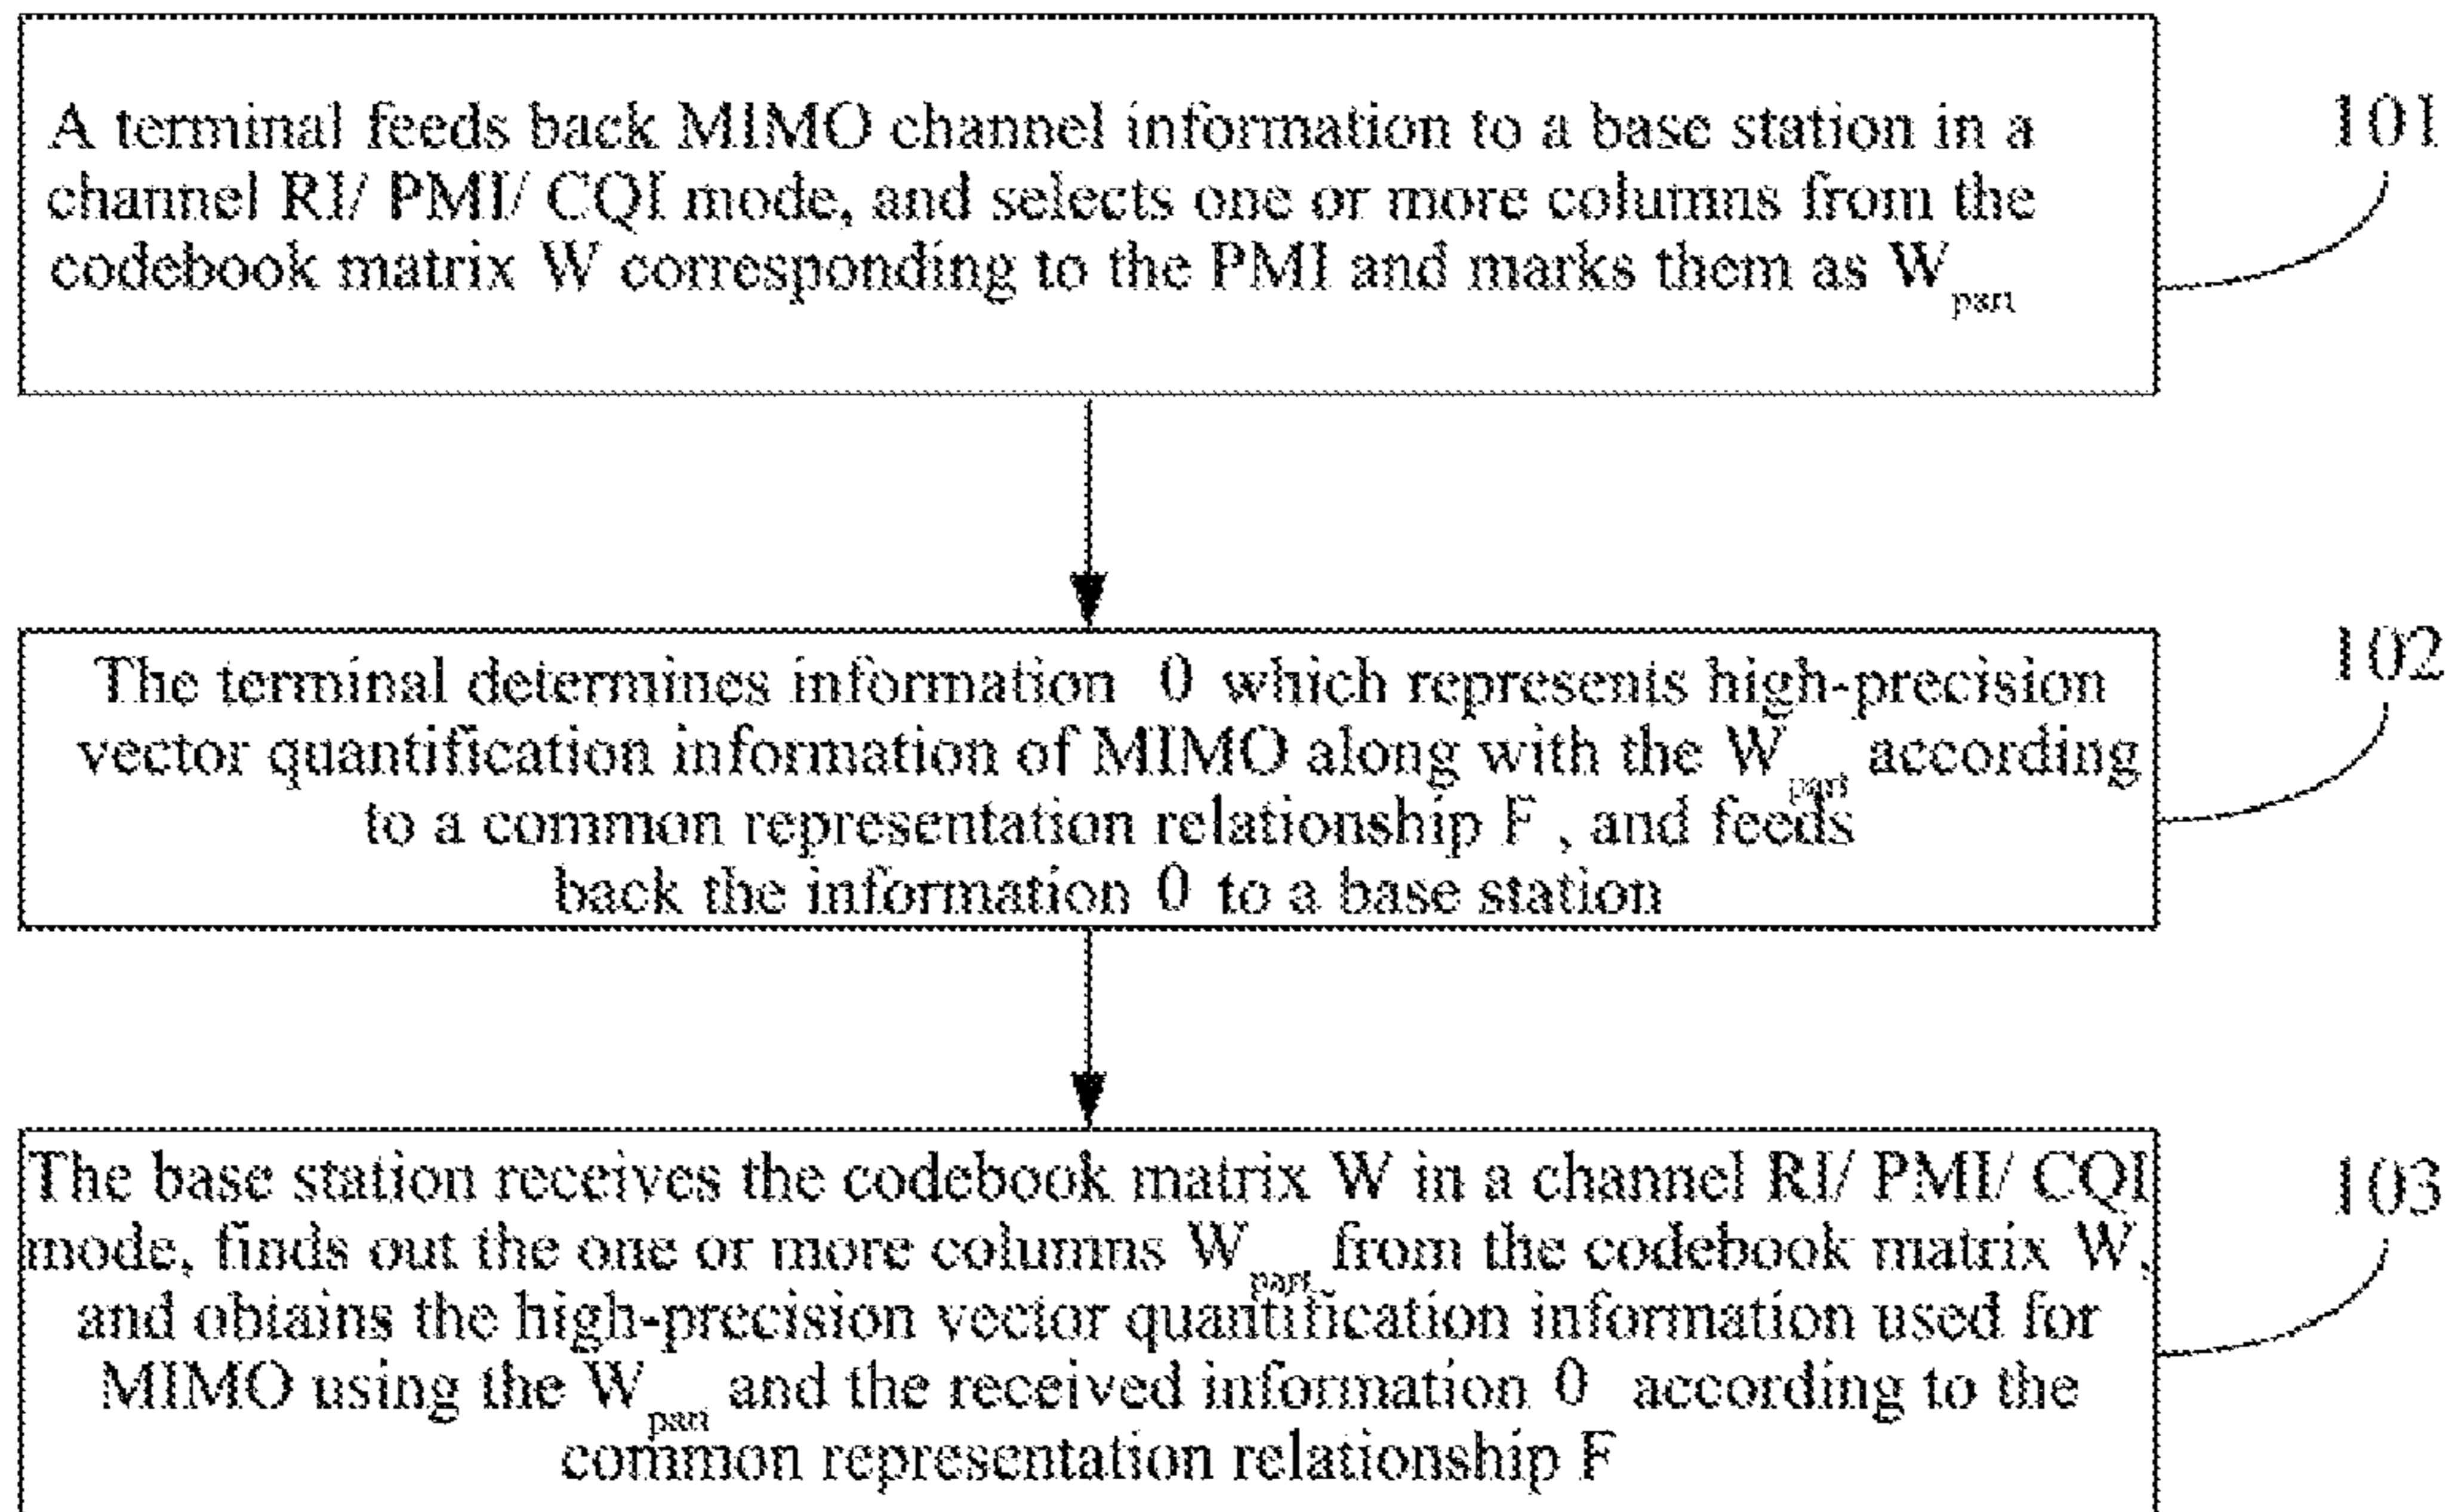 A terminal feeds back MIMO channel information to a base station in a
channel RI/ PMI/ CQI mode, and selects one or more columns from the
codebook matrix W corresponding to the PMI and marks them as W_part
101
The terminal determines information 0 which represents high-precision
vector quantification information of MIMO along with the W_part according
to a common representation relationship F , and feeds
back the information 0 to a base station
102
The base station receives the codebook matrix W in a channel RI/ PMI/ CQI
mode, finds out the one or more columns W_part from the codebook matrix W,
and obtains the high-precision vector quantification information used for
MIMO using the W_part and the received information 0 according to the
common representation relationship F
103